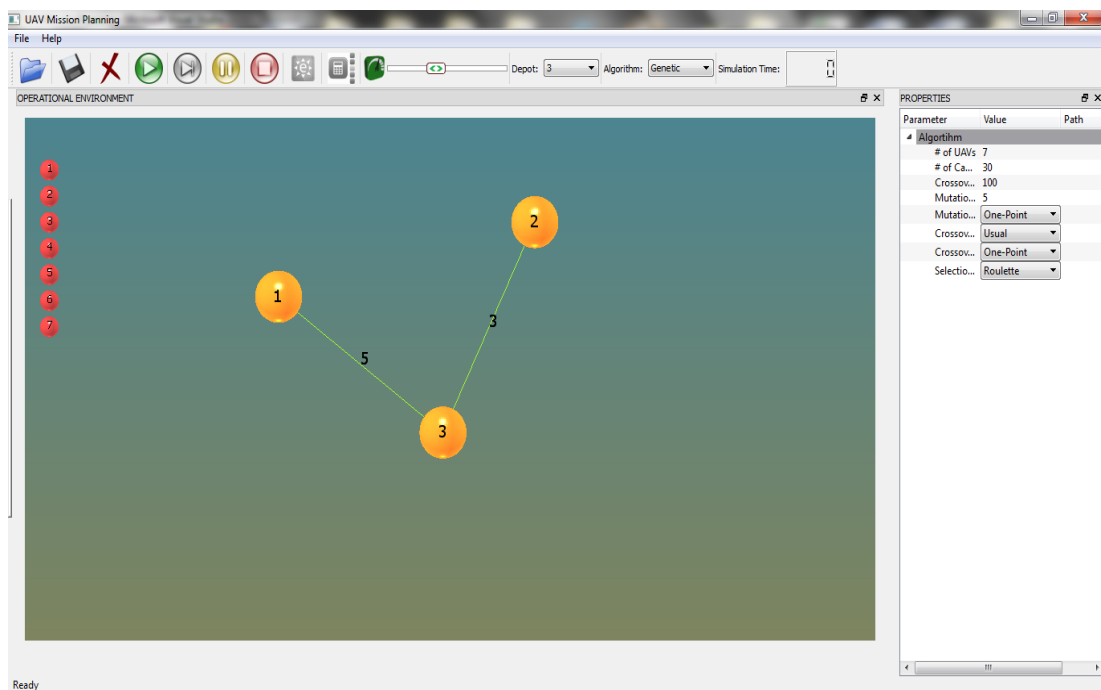 UAV Mission Planning
File Help
Depot: 3 Algorithm: Genetic Simulation Time: 0
OPERATIONAL ENVIRONMENT
1
2
3
4
5
6
7
2
1
3
5
3
PROPERTIES
Parameter Value Path
Algortihm
# of UAVs 7
# of Ca... 30
Crossov... 100
Mutatio... 5
Mutatio... One-Point
Crossov... Usual
Crossov... One-Point
Selectio... Roulette
Ready